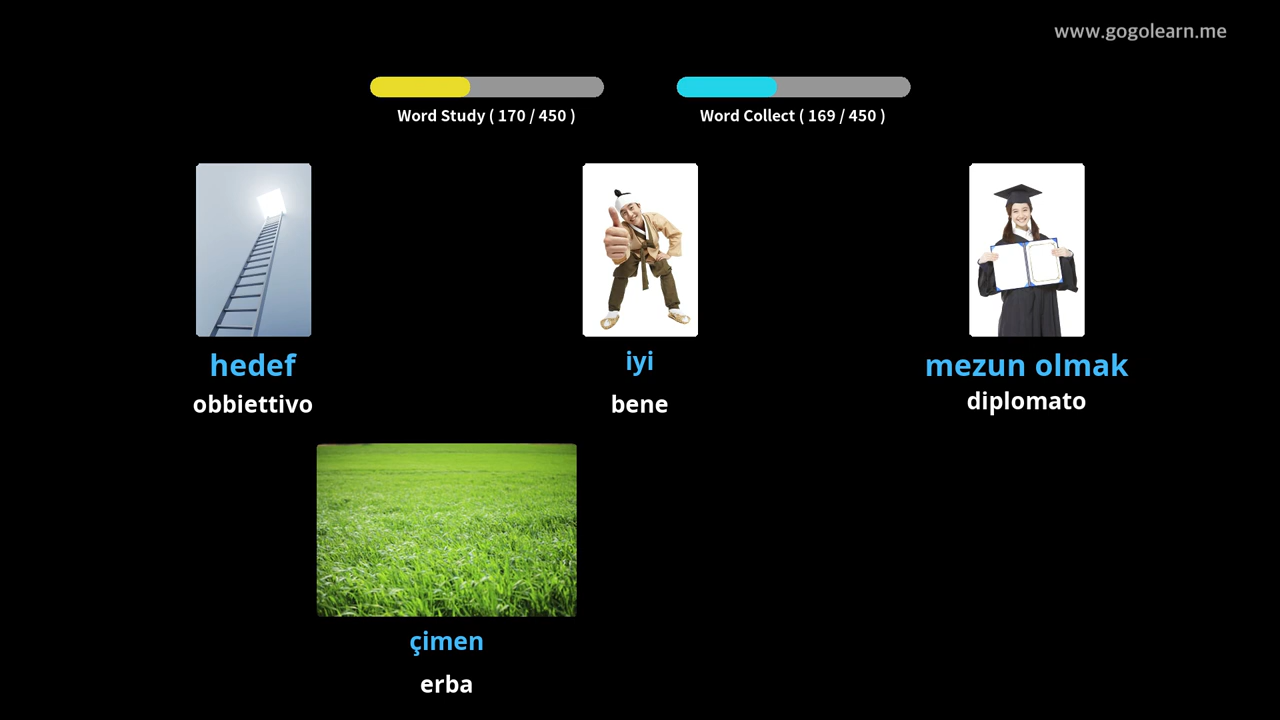 www.gogolearn.me
Word Study ( 170 / 450 )
Word Collect ( 169 / 450 )
hedef
obbiettivo
iyi
bene
mezun olmak
diplomato
çimen
erba